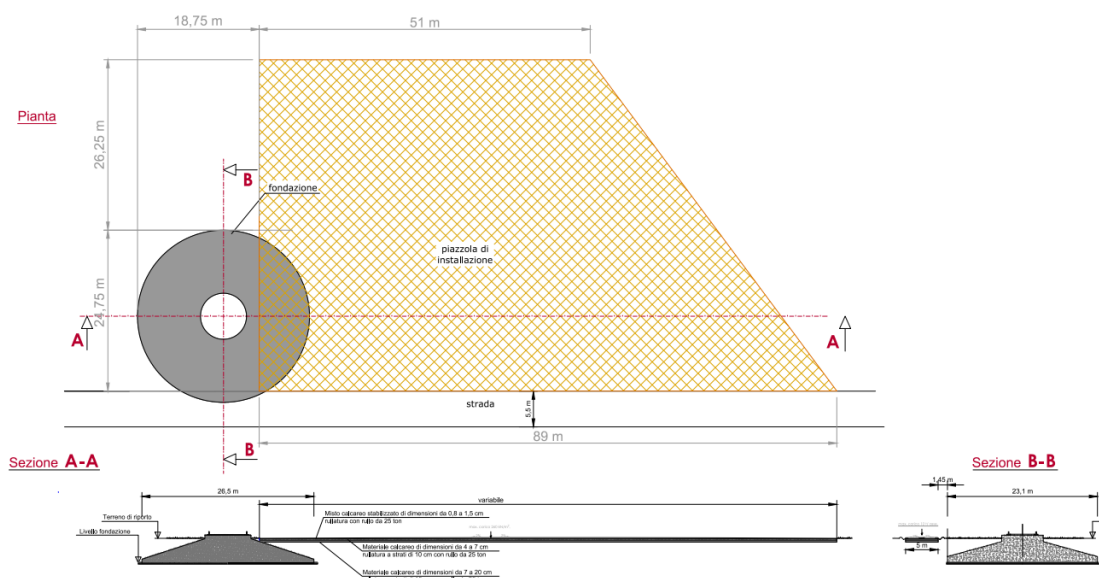 18,75 m
51 m
Pianta
26,25 m
B
fondazione
piazzola di
installazione
24,75 m
A
A
strada
5,5 m
B
89 m
Sezione A-A
Sezione B-B
26,5 m
variabile
1,45 m
23,1 m
Terreno di riporto
Misto calcareo stabilizzato di dimensioni da 0,8 a 1,5 cm
rullatura con rullo da 25 ton
Livello fondazione
Materiale calcareo di dimensioni da 4 a 7 cm
rullatura a strati di 10 cm con rullo da 25 ton
5 m
Materiale calcareo di dimensioni da 7 a 20 cm